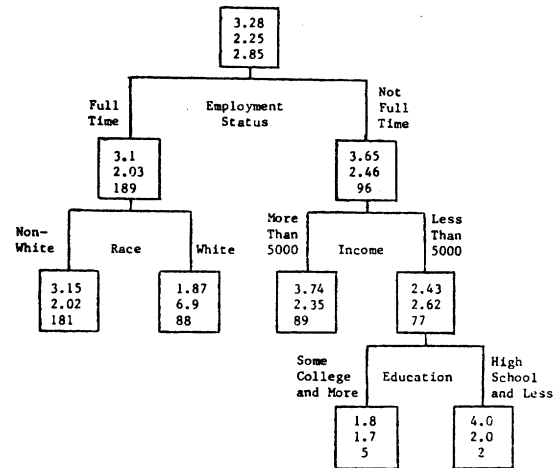 3.28
2.25
2.85
Full
Time
Employment
Status
Not
Full
Time
3.1
2.03
189
3.65
2.46
96
Non-
White
Race
White
More
Than
5000
Income
Less
Than
5000
3.15
2.02
181
1.87
6.9
88
3.74
2.35
89
2.43
2.62
77
Some
College
and More
Education
High
School
and Less
1.8
1.7
5
4.0
2.0
2